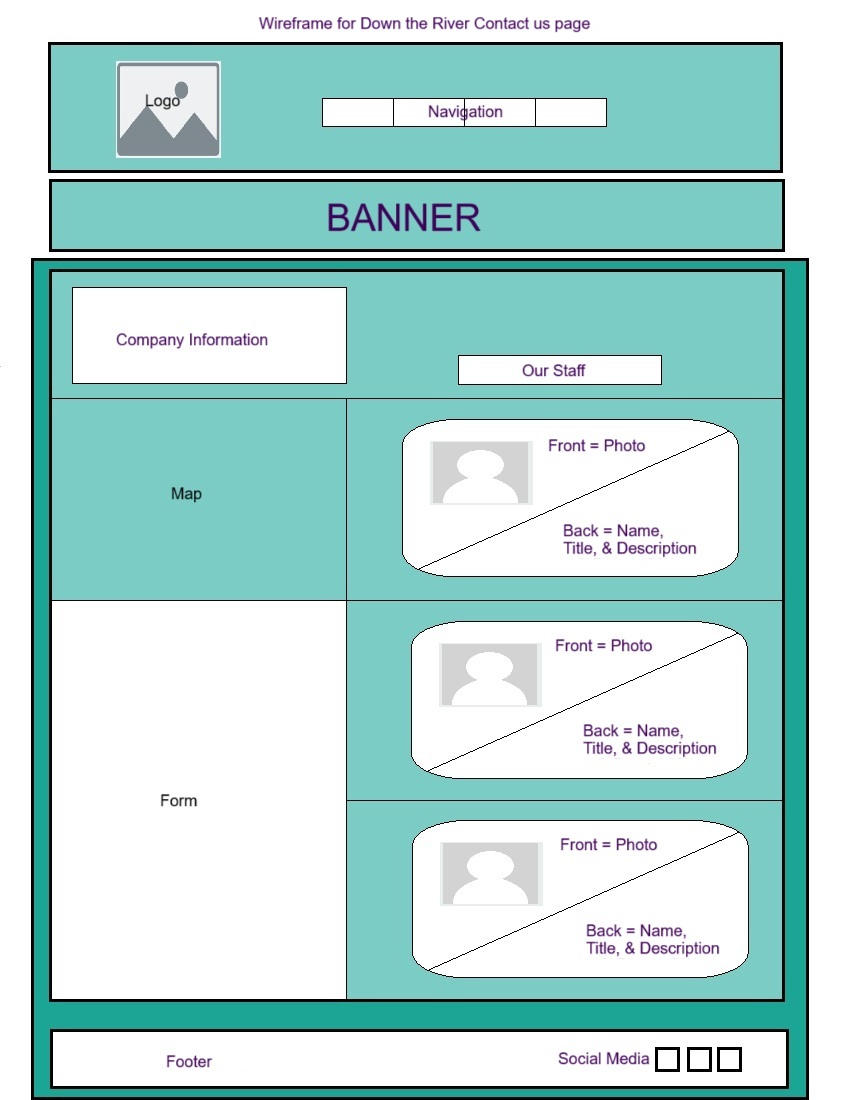 Wireframe for Down the River Contact us page
Logo
Navigation
BANNER
Company Information
Our Staff
Map
Front = Photo
Back = Name,
Title, & Description
Form
Front = Photo
Back = Name,
Title, & Description
Front = Photo
Back = Name,
Title, & Description
Footer
Social Media